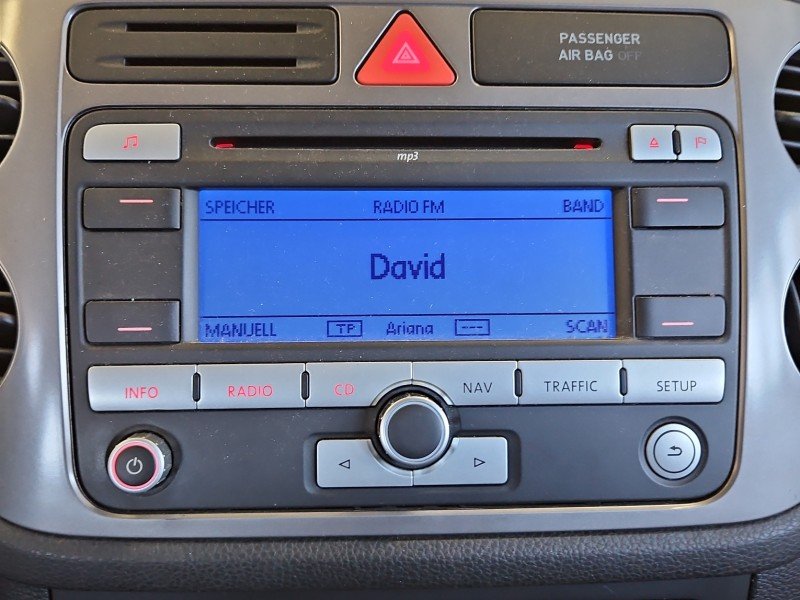 PASSENGER
AIR BAG OFF
mp3
SPEICHER RADIO FM BAND
David
MANUELL TP Ariana --- SCAN
INFO RADIO CD NAV TRAFFIC SETUP